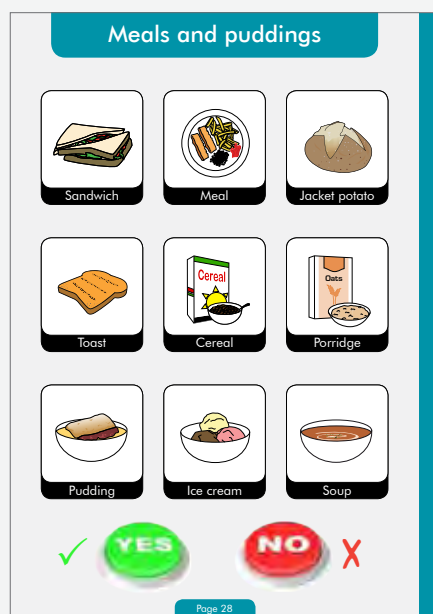 Meals and puddings
Sandwich
Meal
Jacket potato
Toast
Cereal
Cereal
Oats
Porridge
Pudding
Ice cream
Soup
YES
NO
Page 28